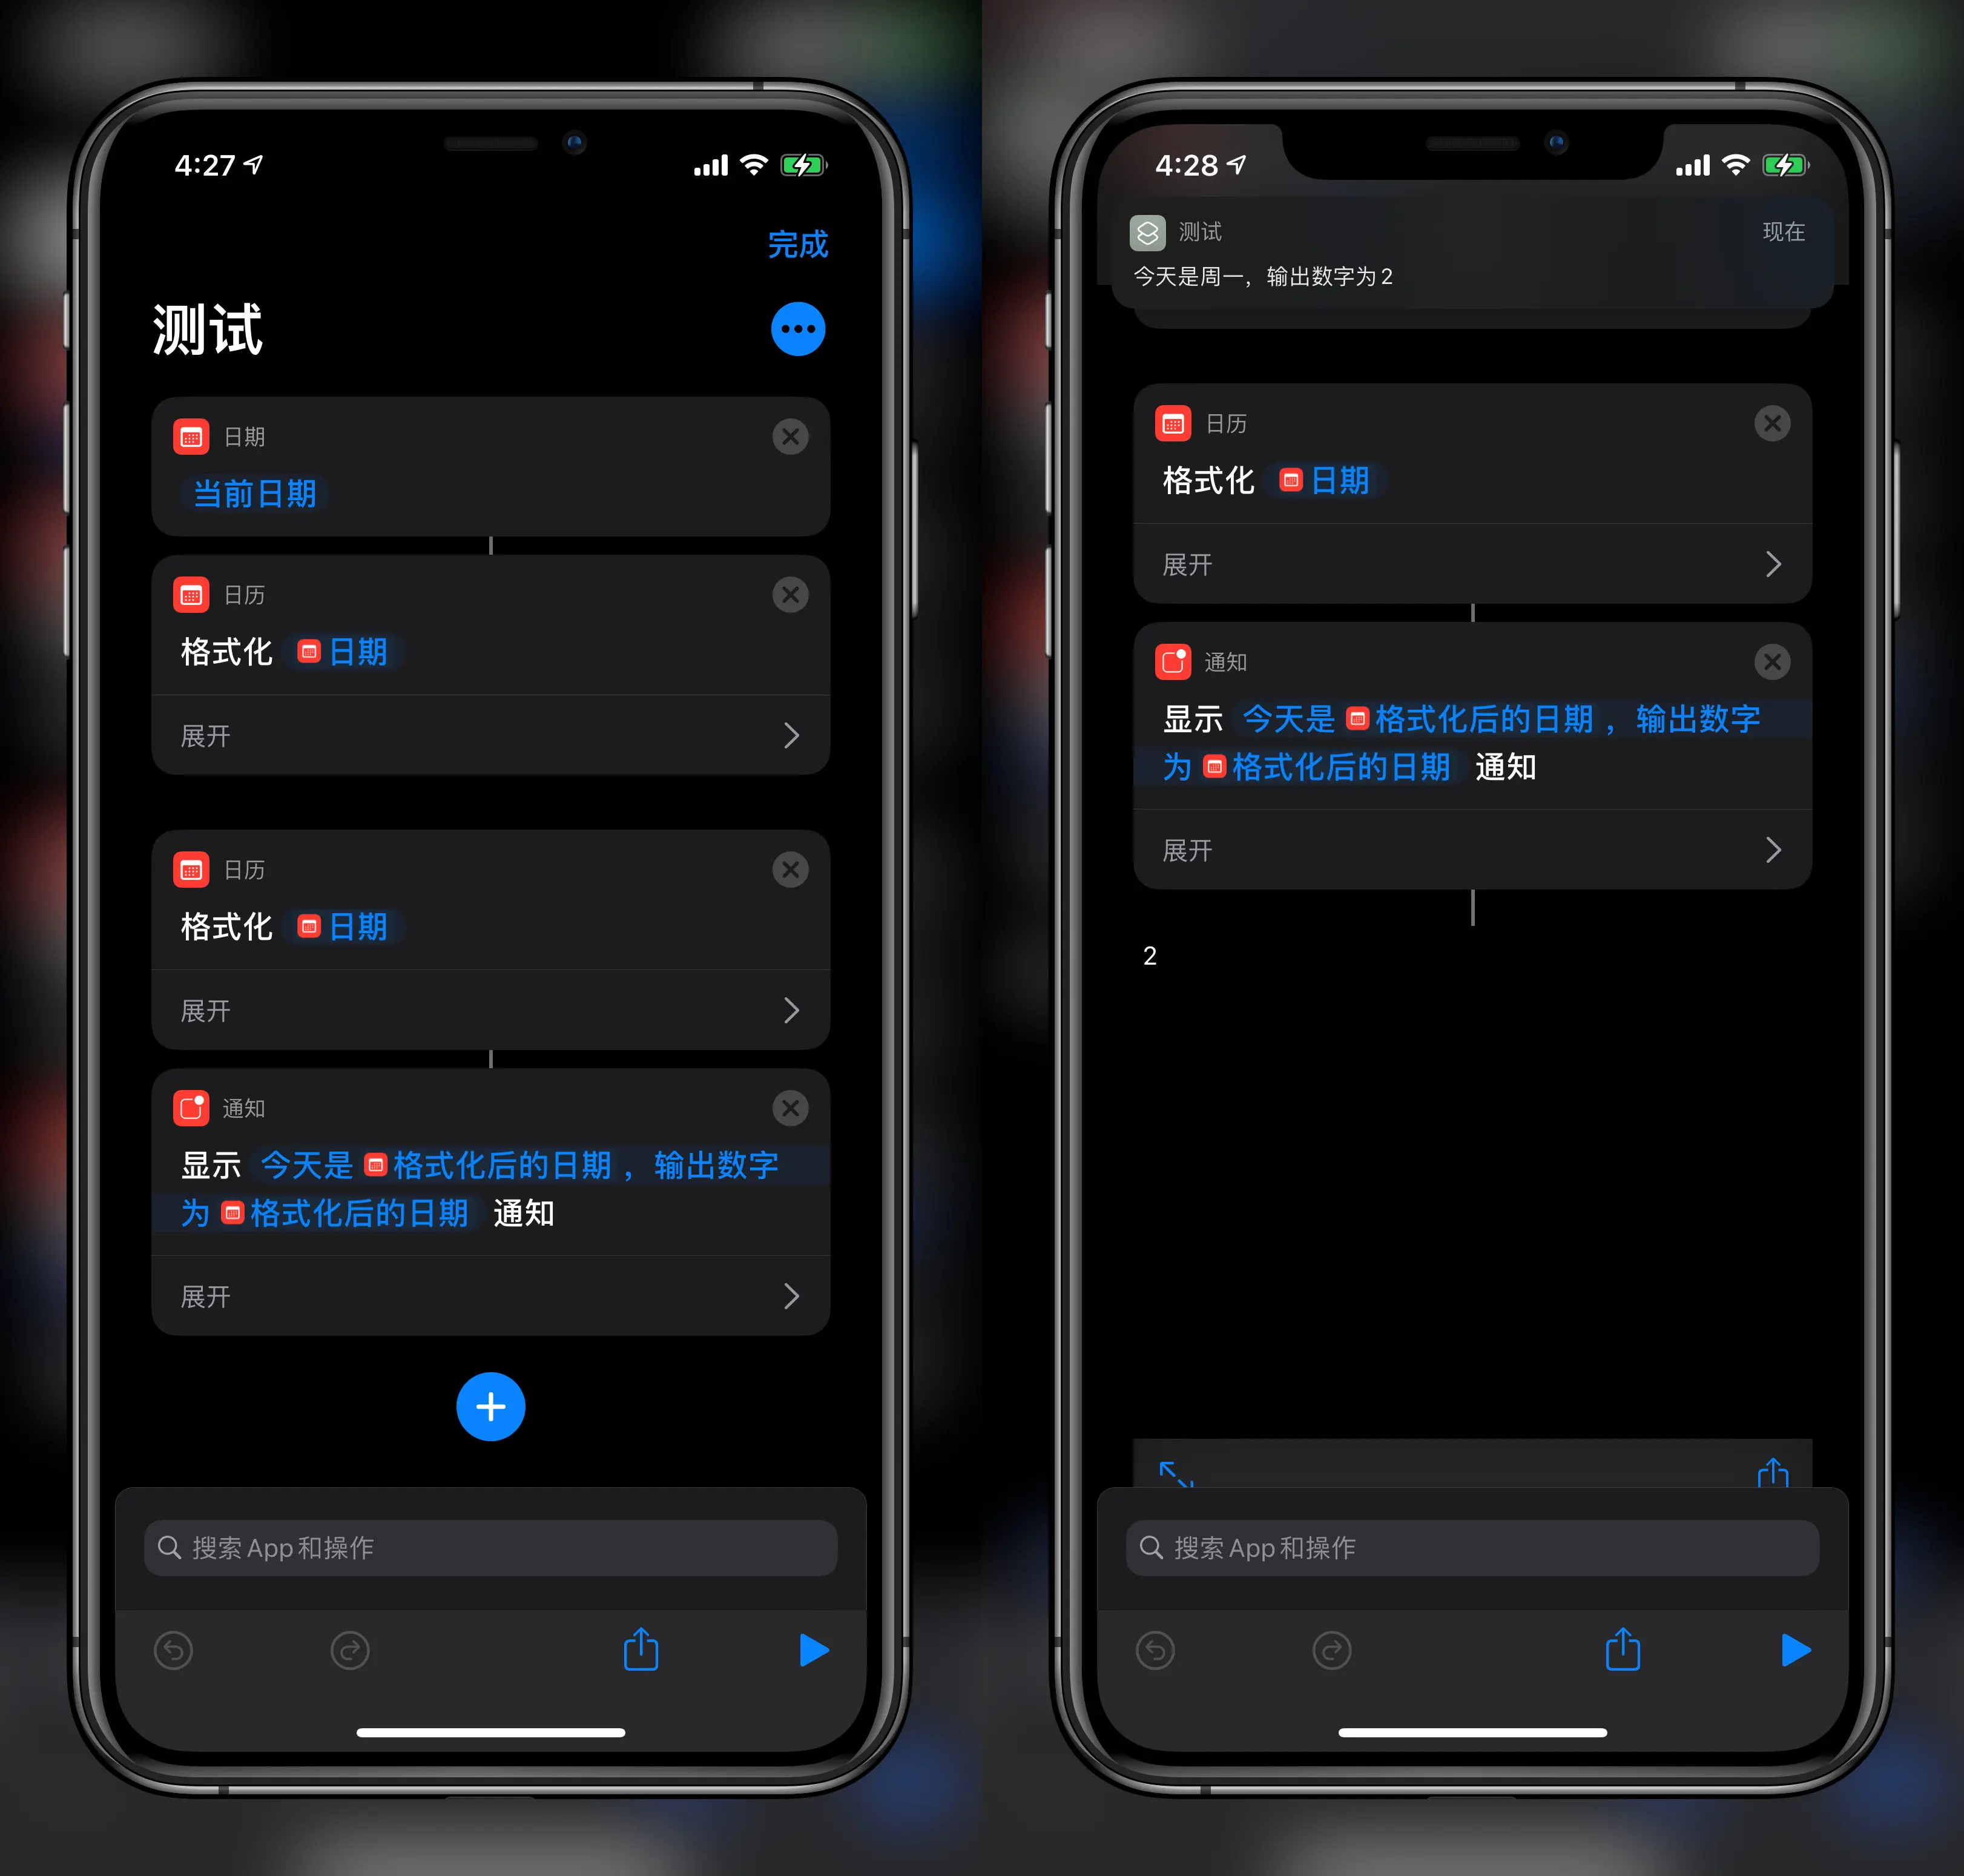 4:27
完成
测试
日期
当前日期
日历
格式化 日期
展开
日历
格式化 日期
展开
通知
显示 今天是 格式化后的日期 ，输出数字
为 格式化后的日期 通知
展开
搜索 App 和操作
4:28
测试
现在
今天是周一，输出数字为 2
日历
格式化 日期
展开
通知
显示 今天是 格式化后的日期 ，输出数字
为 格式化后的日期 通知
展开
2
搜索 App 和操作